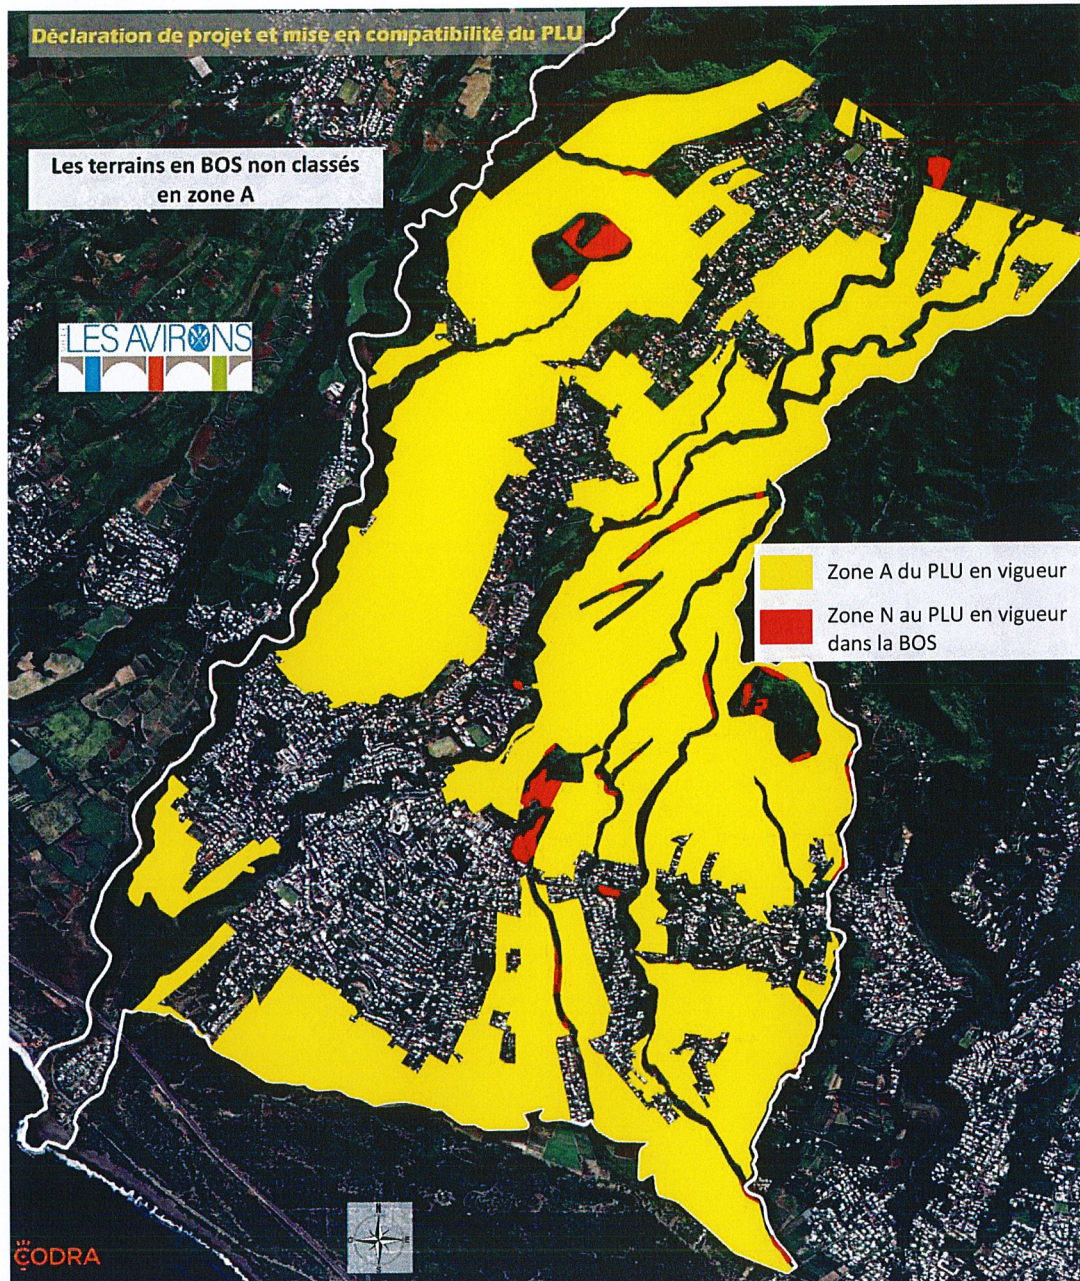 Déclaration de projet et mise en compatibilité du PLU
Les terrains en BOS non classés
en zone A
LES AVIRONS
Zone A du PLU en vigueur
Zone N au PLU en vigueur
dans la BOS
N
CODRA